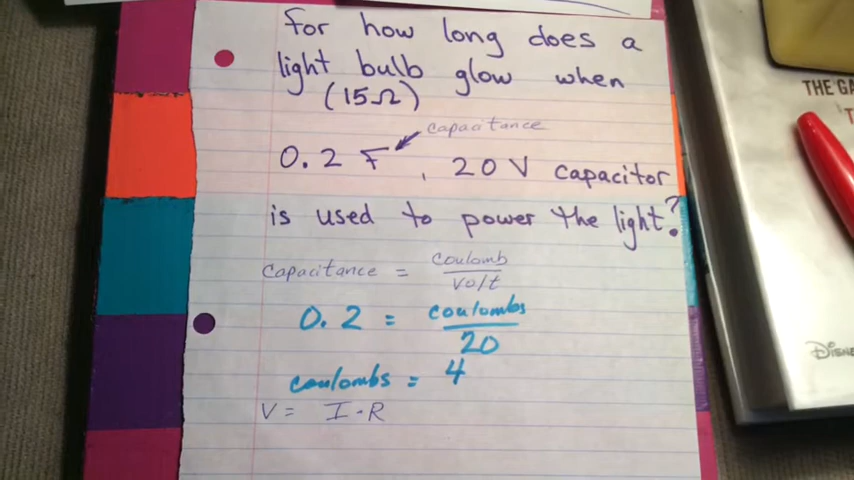 for how long does a
light bulb glow when
(15Ω)
capacitance
0.2 F , 20 V capacitor
is used to power the light?
capacitance = coulomb
volt
0.2 = coulombs
20
coulombs = 4
V = I · R
THE GA
DISNE